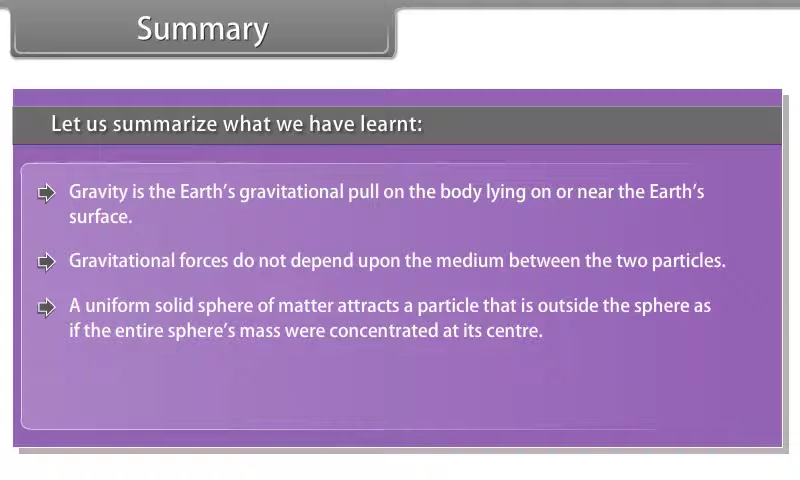 Summary
Let us summarize what we have learnt:
Gravity is the Earth's gravitational pull on the body lying on or near the Earth's
surface.
Gravitational forces do not depend upon the medium between the two particles.
A uniform solid sphere of matter attracts a particle that is outside the sphere as
if the entire sphere's mass were concentrated at its centre.